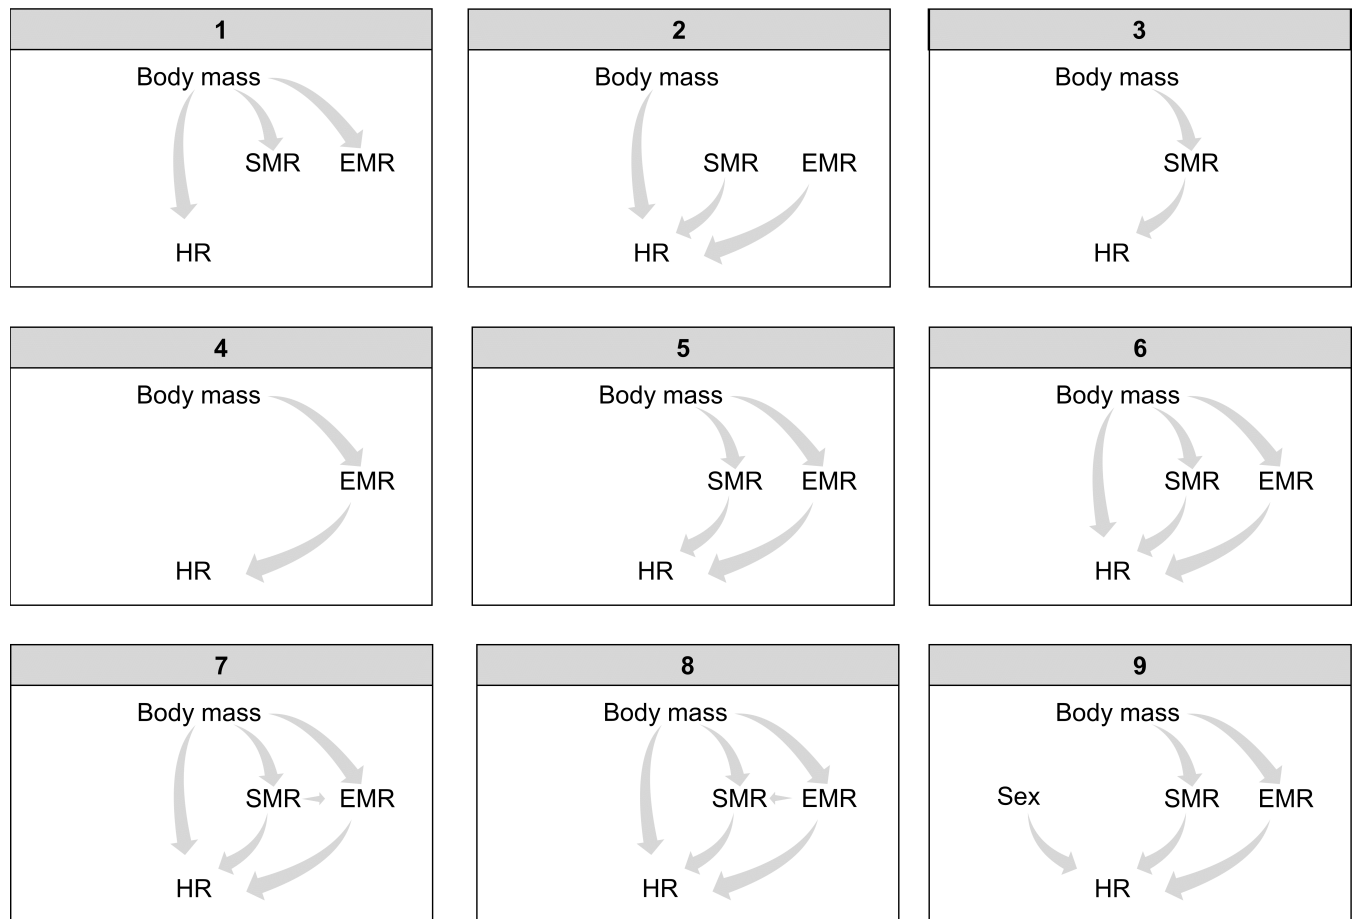 1
Body mass
SMR EMR
HR
2
Body mass
SMR EMR
HR
3
Body mass
SMR
HR
4
Body mass
EMR
HR
5
Body mass
SMR EMR
HR
6
Body mass
SMR EMR
HR
7
Body mass
SMR EMR
HR
8
Body mass
SMR EMR
HR
9
Body mass
Sex SMR EMR
HR